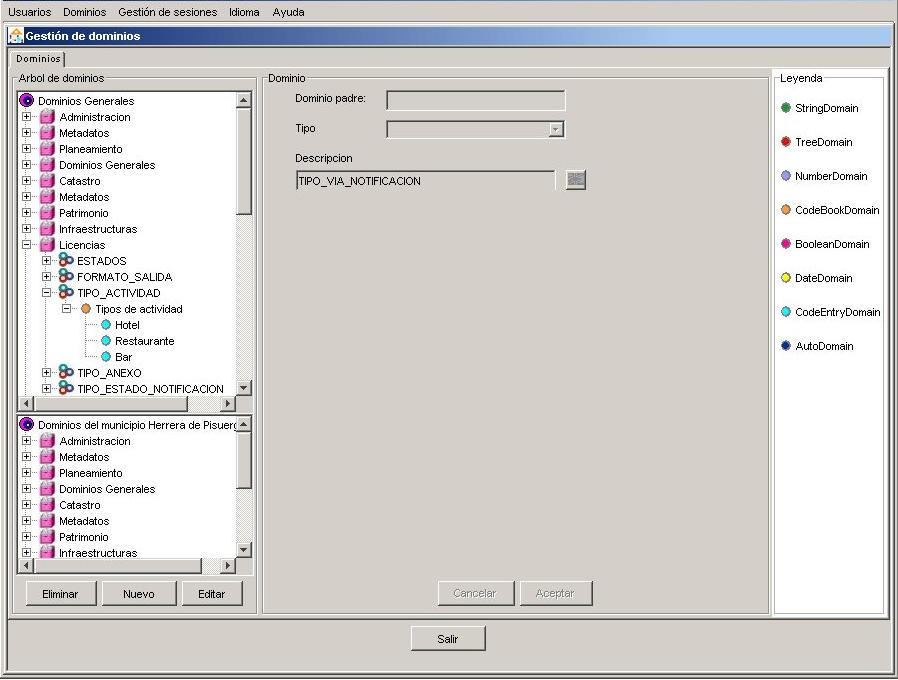 Usuarios Dominios Gestión de sesiones Idioma Ayuda
Gestión de dominios
Dominios
Arbol de dominios
Dominios Generales
Administracion
Metadatos
Planeamiento
Dominios Generales
Catastro
Metadatos
Patrimonio
Infraestructuras
Licencias
ESTADOS
FORMATO_SALIDA
TIPO_ACTIVIDAD
Tipos de actividad
Hotel
Restaurante
Bar
TIPO_ANEXO
TIPO_ESTADO_NOTIFICACION
Dominios del municipio Herrera de Pisuerg
Administracion
Metadatos
Planeamiento
Dominios Generales
Catastro
Metadatos
Patrimonio
Infraestructuras
Eliminar Nuevo Editar
Dominio
Dominio padre:
Tipo
Descripcion
TIPO_VIA_NOTIFICACION
Cancelar Aceptar
Leyenda
StringDomain
TreeDomain
NumberDomain
CodeBookDomain
BooleanDomain
DateDomain
CodeEntryDomain
AutoDomain
Salir